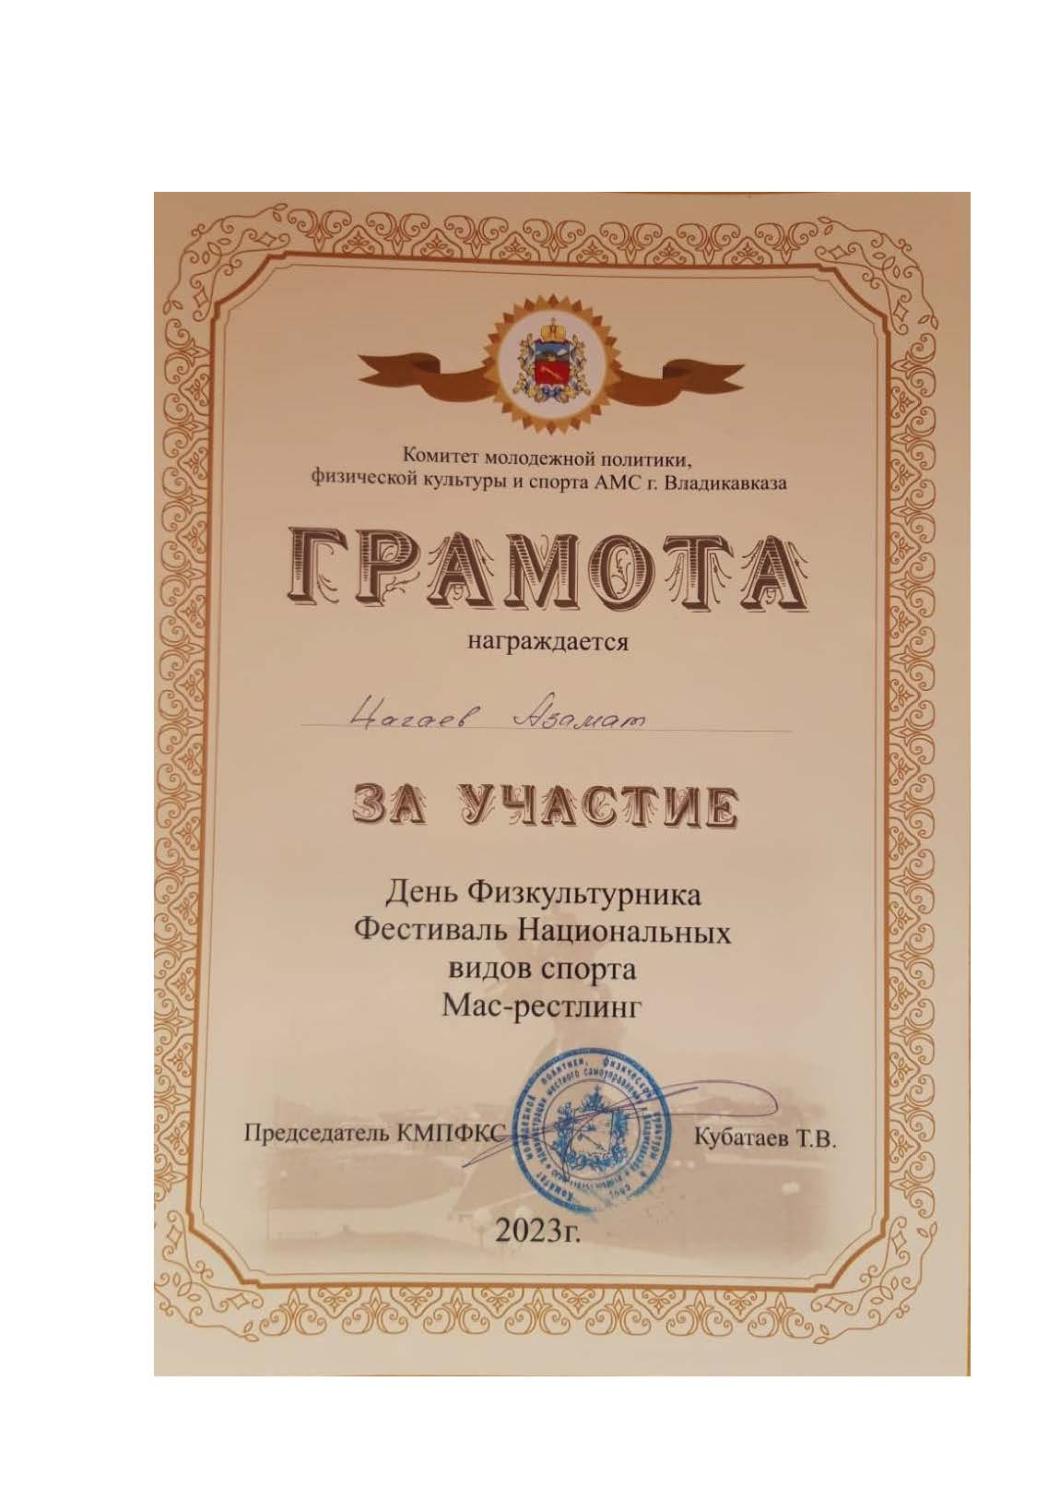 Комитет молодежной политики,
физической культуры и спорта АМС г. Владикавказа
ГРАМОТА
награждается
Цагаев Азамат
ЗА УЧАСТИЕ
День Физкультурника
Фестиваль Национальных
видов спорта
Мас-рестлинг
Председатель КМПФКС Кубатаев Т.В.
2023г.